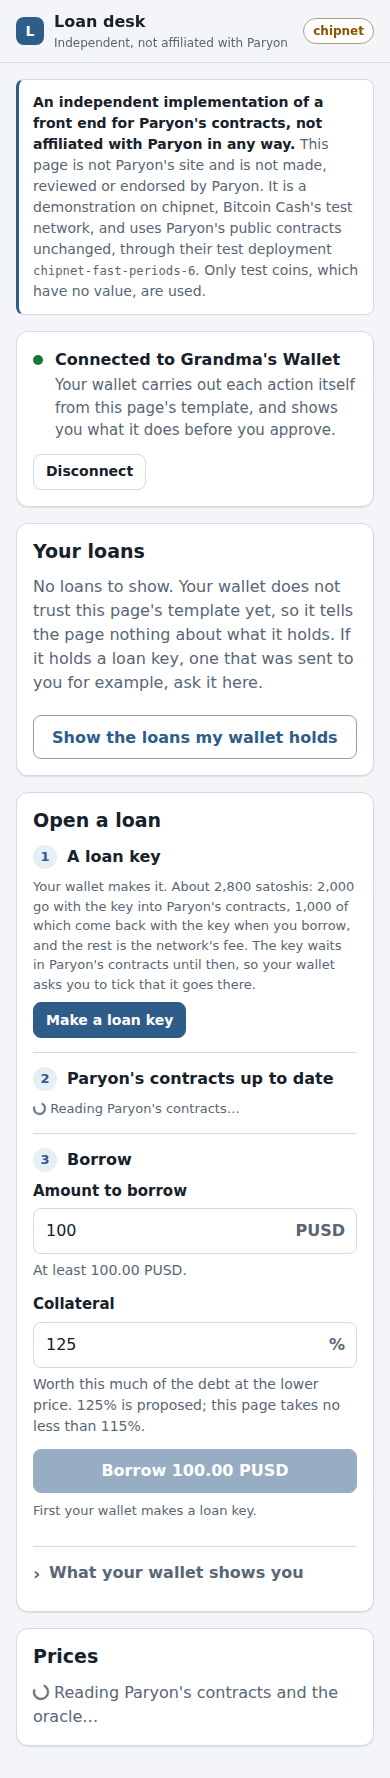 L
Loan desk
Independent, not affiliated with Paryon
chipnet
An independent implementation of a
front end for Paryon's contracts, not
affiliated with Paryon in any way. This
page is not Paryon's site and is not made,
reviewed or endorsed by Paryon. It is a
demonstration on chipnet, Bitcoin Cash's test
network, and uses Paryon's public contracts
unchanged, through their test deployment
chipnet-fast-periods-6. Only test coins, which
have no value, are used.
Connected to Grandma's Wallet
Your wallet carries out each action itself
from this page's template, and shows
you what it does before you approve.
Disconnect
Your loans
No loans to show. Your wallet does not
trust this page's template yet, so it tells
the page nothing about what it holds. If
it holds a loan key, one that was sent to
you for example, ask it here.
Show the loans my wallet holds
Open a loan
1 A loan key
Your wallet makes it. About 2,800 satoshis: 2,000
go with the key into Paryon's contracts, 1,000 of
which come back with the key when you borrow,
and the rest is the network's fee. The key waits
in Paryon's contracts until then, so your wallet
asks you to tick that it goes there.
Make a loan key
2 Paryon's contracts up to date
Reading Paryon's contracts…
3 Borrow
Amount to borrow
100 PUSD
At least 100.00 PUSD.
Collateral
125 %
Worth this much of the debt at the lower
price. 125% is proposed; this page takes no
less than 115%.
Borrow 100.00 PUSD
First your wallet makes a loan key.
› What your wallet shows you
Prices
Reading Paryon's contracts and the
oracle…